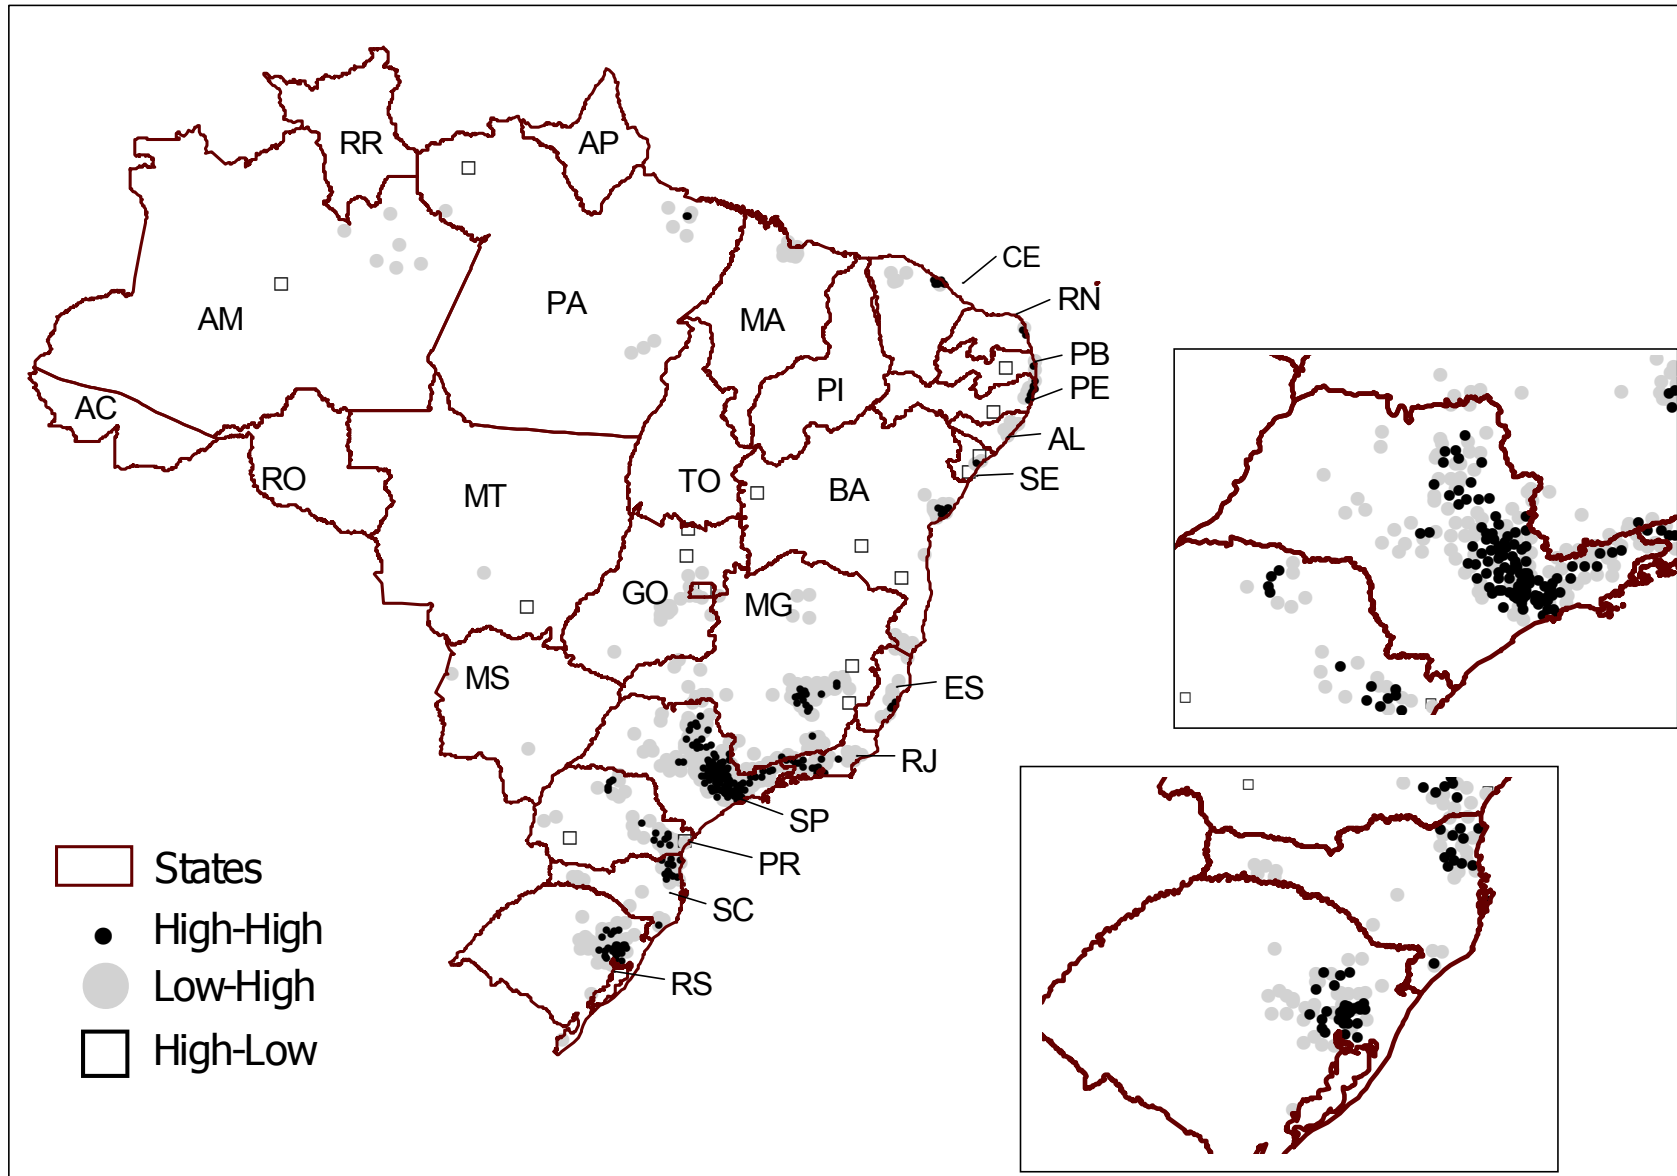 RR
AP
CE
RN
AM
PA
MA
PB
PI
PE
AC
AL
RO
MT
TO
BA
SE
GO
MG
MS
ES
RJ
SP
PR
SC
RS
States
High-High
Low-High
High-Low